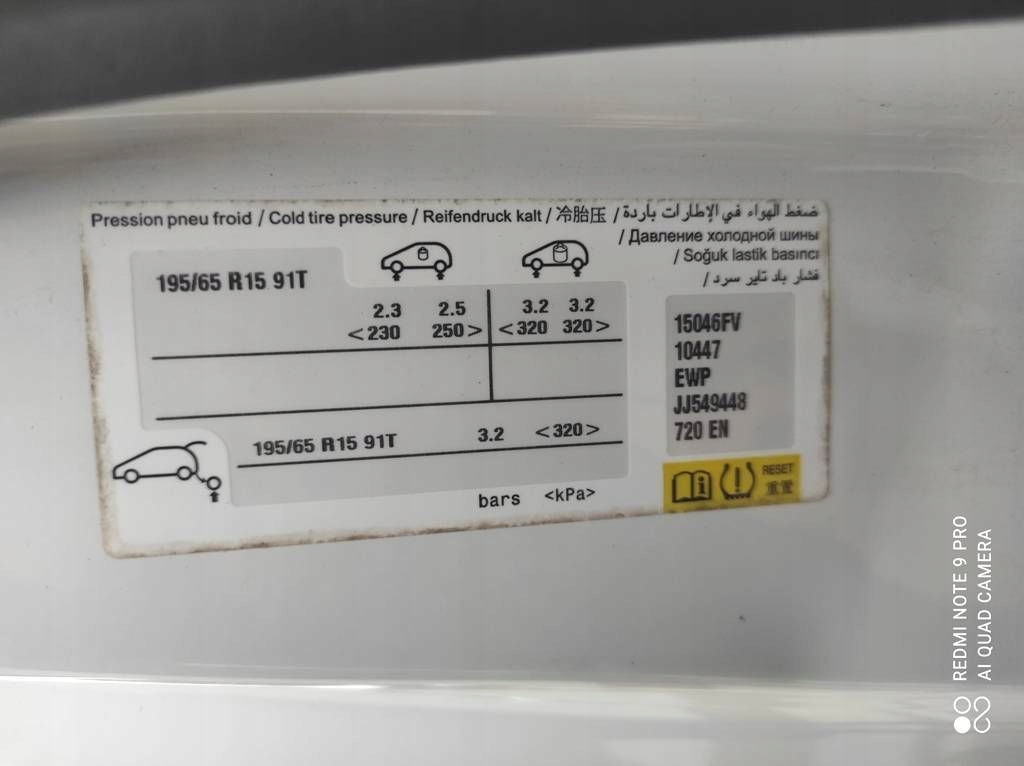 Pression pneu froid / Cold tire pressure / Reifendruck kalt / 冷胎压 / ضغط الهواء في الإطارات باردة
/ Давление холодной шины
/ Soğuk lastik basıncı
/ فشار باد تایر سرد
195/65 R15 91T
2.3 2.5 3.2 3.2
<230 250> <320 320>
195/65 R15 91T 3.2 <320>
bars <kPa>
15046FV
10447
EWP
JJ549448
720 EN
RESET
重置
REDMI NOTE 9 PRO
AI QUAD CAMERA